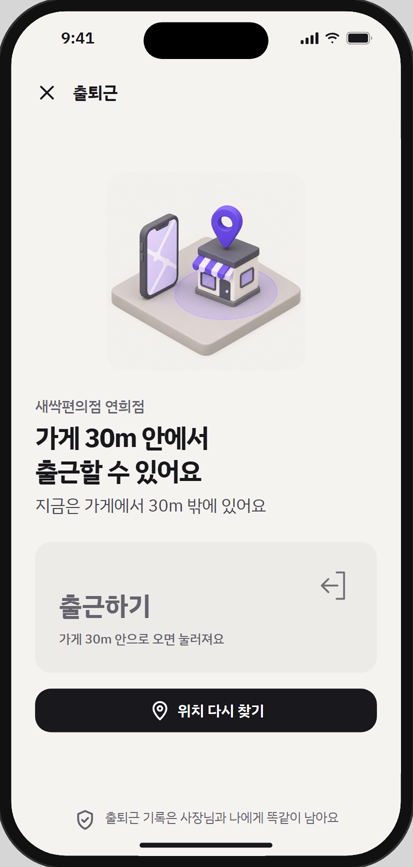 9:41
출퇴근
새싹편의점 연희점
가게 30m 안에서
출근할 수 있어요
지금은 가게에서 30m 밖에 있어요
출근하기
가게 30m 안으로 오면 눌러져요
위치 다시 찾기
출퇴근 기록은 사장님과 나에게 똑같이 남아요